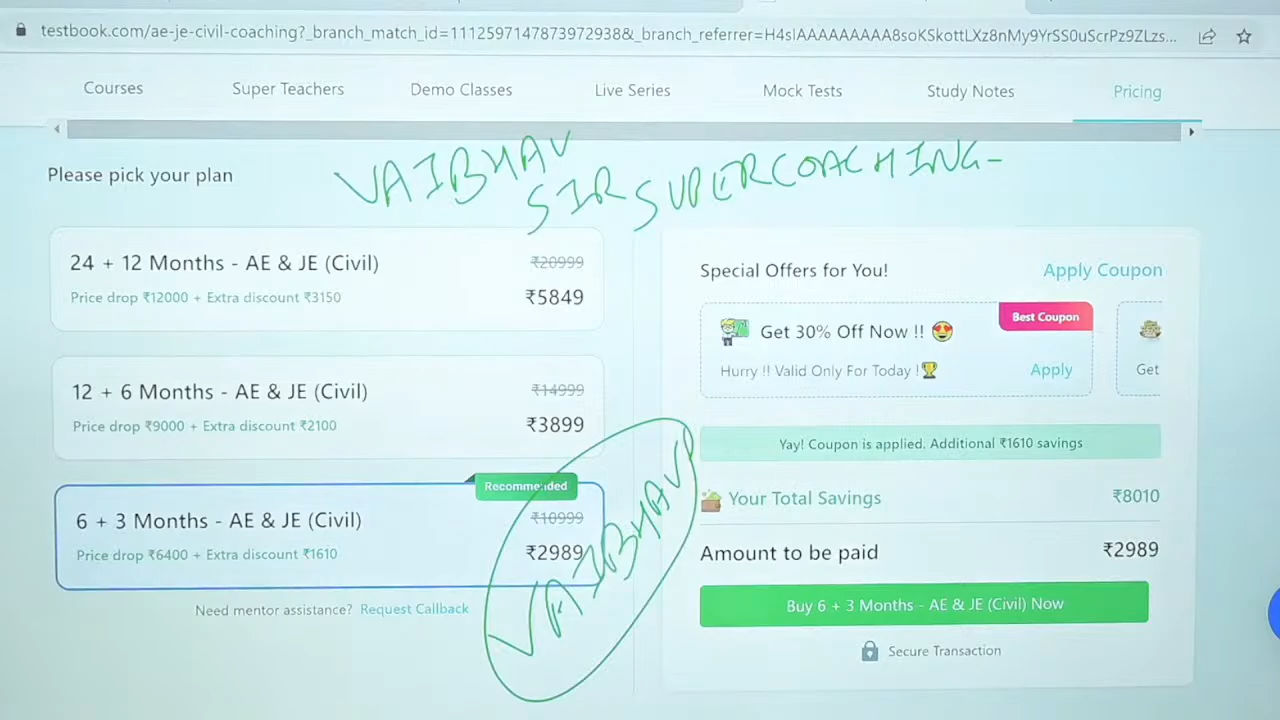 testbook.com/ae-je-civil-coaching?_branch_match_id=1112597147873972938&_branch_referrer=H4sIAAAAAAAAA8soKSkottLXz8nMy9YrSS0uScrPz9ZLzs...
Courses Super Teachers Demo Classes Live Series Mock Tests Study Notes Pricing
VAIBHAV
SIR SUPERCOACHING-
Please pick your plan
24 + 12 Months - AE & JE (Civil) ₹20999
Price drop ₹12000 + Extra discount ₹3150 ₹5849
12 + 6 Months - AE & JE (Civil) ₹14999
Price drop ₹9000 + Extra discount ₹2100 ₹3899
Recommended
6 + 3 Months - AE & JE (Civil) ₹10999
Price drop ₹6400 + Extra discount ₹1610 ₹2989
VAIBHAV
Need mentor assistance? Request Callback
Special Offers for You! Apply Coupon
Best Coupon
Get 30% Off Now !! 😍
Hurry !! Valid Only For Today !🏆 Apply
Get
Yay! Coupon is applied. Additional ₹1610 savings
Your Total Savings ₹8010
Amount to be paid ₹2989
Buy 6 + 3 Months - AE & JE (Civil) Now
Secure Transaction